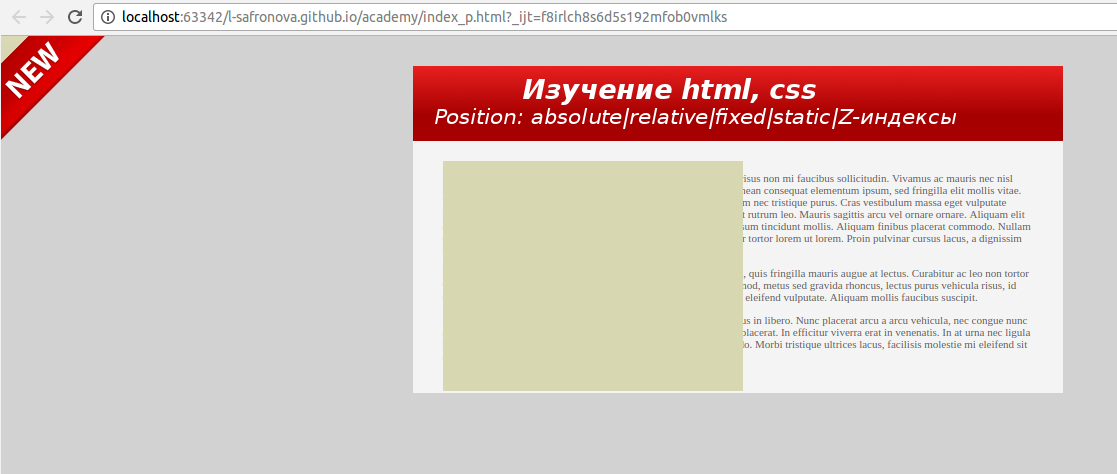 localhost:63342/l-safronova.github.io/academy/index_p.html?_ijt=f8irlch8s6d5s192mfob0vmlks
NEW
Изучение html, css
Position: absolute|relative|fixed|static|Z-индексы
risus non mi faucibus sollicitudin. Vivamus ac mauris nec nisl
consequat elementum ipsum, sed fringilla elit mollis vitae.
nec tristique purus. Cras vestibulum massa eget vulputate
rutrum leo. Mauris sagittis arcu vel ornare ornare. Aliquam elit
tincidunt mollis. Aliquam finibus placerat commodo. Nullam
tortor lorem ut lorem. Proin pulvinar cursus lacus, a dignissim
, quis fringilla mauris augue at lectus. Curabitur ac leo non tortor
metus sed gravida rhoncus, lectus purus vehicula risus, id
eleifend vulputate. Aliquam mollis faucibus suscipit.
in libero. Nunc placerat arcu a arcu vehicula, nec congue nunc
placerat. In efficitur viverra erat in venenatis. In at urna nec ligula
Morbi tristique ultrices lacus, facilisis molestie mi eleifend sit